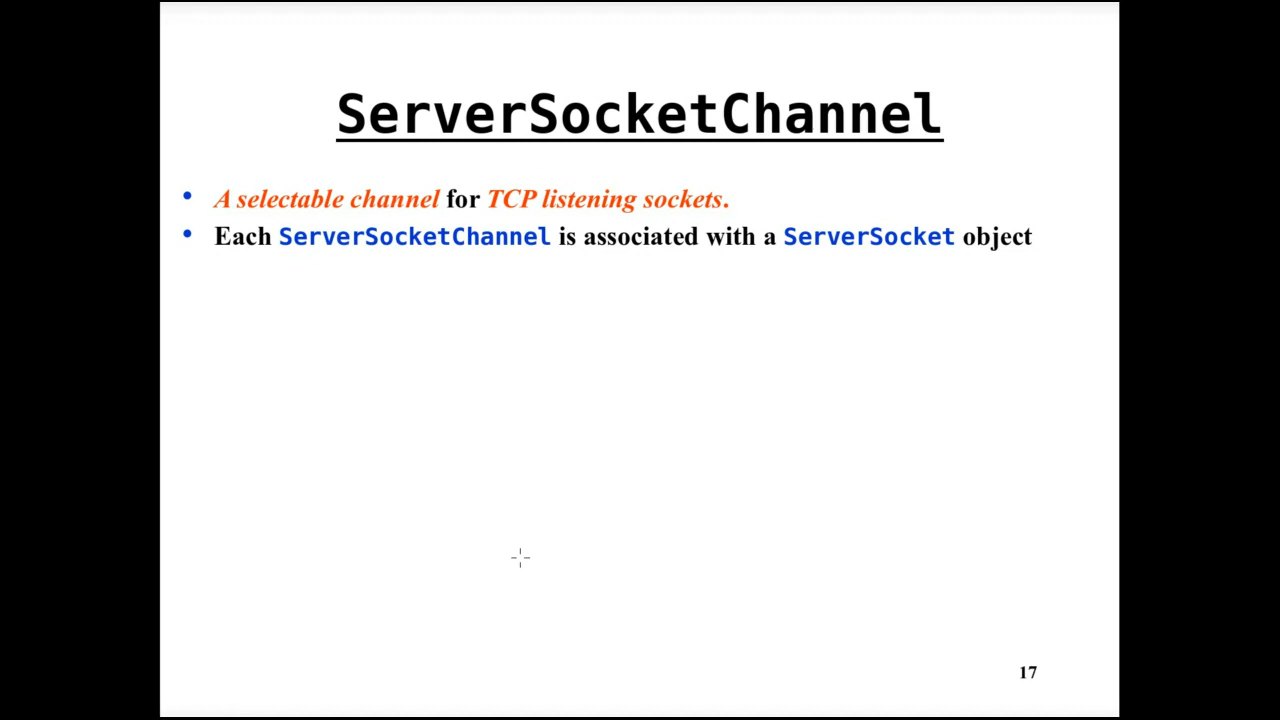 ServerSocketChannel
• A selectable channel for TCP listening sockets.
• Each ServerSocketChannel is associated with a ServerSocket object
17